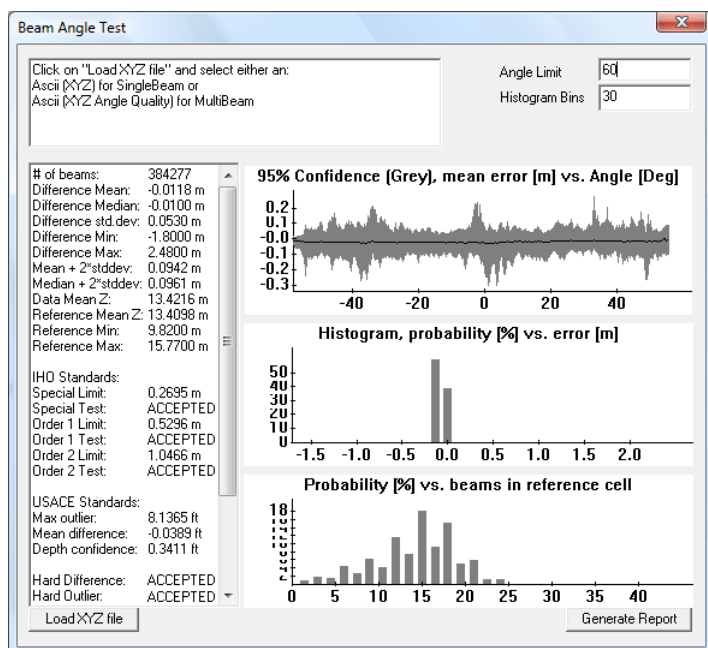 Beam Angle Test
Click on "Load XYZ file" and select either an:
Ascii (XYZ) for SingleBeam or
Ascii (XYZ Angle Quality) for MultiBeam
Angle Limit 60
Histogram Bins 30
# of beams: 384277
Difference Mean: -0.0118 m
Difference Median: -0.0100 m
Difference std.dev: 0.0530 m
Difference Min: -1.8000 m
Difference Max: 2.4800 m
Mean + 2*stddev: 0.0942 m
Median + 2*stddev: 0.0961 m
Data Mean Z: 13.4216 m
Reference Mean Z: 13.4098 m
Reference Min: 9.8200 m
Reference Max: 15.7700 m
IHO Standards:
Special Limit: 0.2695 m
Special Test: ACCEPTED
Order 1 Limit: 0.5296 m
Order 1 Test: ACCEPTED
Order 2 Limit: 1.0466 m
Order 2 Test: ACCEPTED
USACE Standards:
Max outlier: 8.1365 ft
Mean difference: -0.0389 ft
Depth confidence: 0.3411 ft
Hard Difference: ACCEPTED
Hard Outlier: ACCEPTED
95% Confidence (Grey), mean error [m] vs. Angle [Deg]
0.2
0.1
-0.0
-0.1
-0.2
-0.3
-40 -20 0 20 40
Histogram, probability [%] vs. error [m]
50
40
30
20
10
0
-1.5 -1.0 -0.5 0.0 0.5 1.0 1.5 2.0
Probability [%] vs. beams in reference cell
18
0 5 10 15 20 25 30 35 40
Load XYZ file
Generate Report